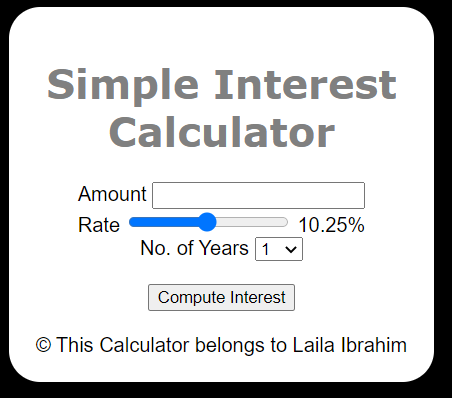 Simple Interest
Calculator
Amount
Rate 10.25%
No. of Years 1
Compute Interest
© This Calculator belongs to Laila Ibrahim